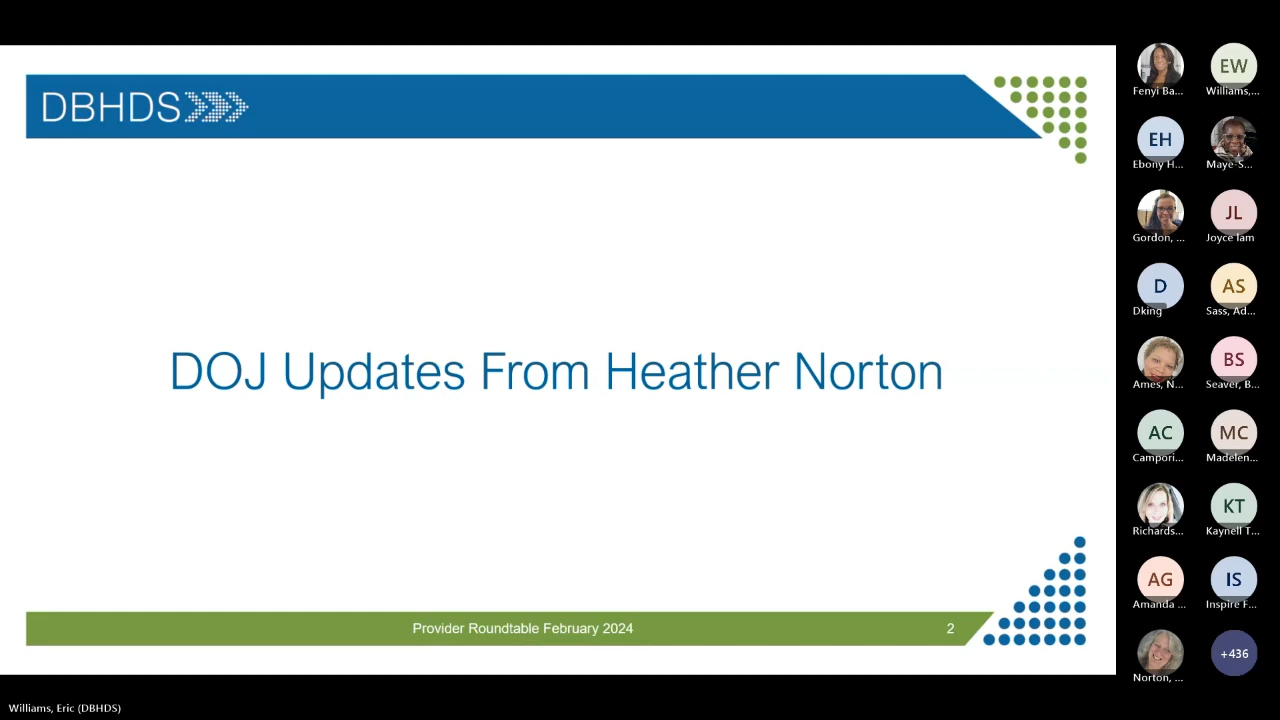 DBHDS
DOJ Updates From Heather Norton
Provider Roundtable February 2024
2
Fenyi Ba...
EW
Williams,...
EH
Ebony H...
Maye-S...
Gordon, ...
JL
Joyce Iam
D
Dking
AS
Sass, Ad...
Ames, N...
BS
Seaver, B...
AC
Campori...
MC
Madelen...
Richards...
KT
Kaynell T...
AG
Amanda ...
IS
Inspire F...
Norton, ...
+436
Williams, Eric (DBHDS)